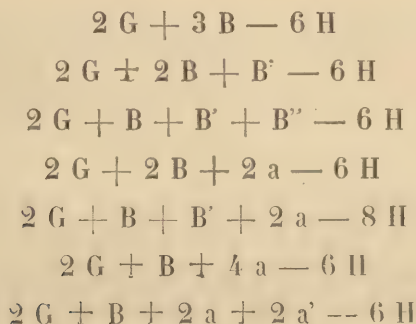 2 G + 3 B — 6 H
2 G + 2 B + B' — 6 H
2 G + B + B' + B'' — 6 H
2 G + 2 B + 2 a — 6 H
2 G + B + B' + 2 a — 8 H
2 G + B + 4 a — 6 H
2 G + B + 2 a + 2 a' -- 6 H